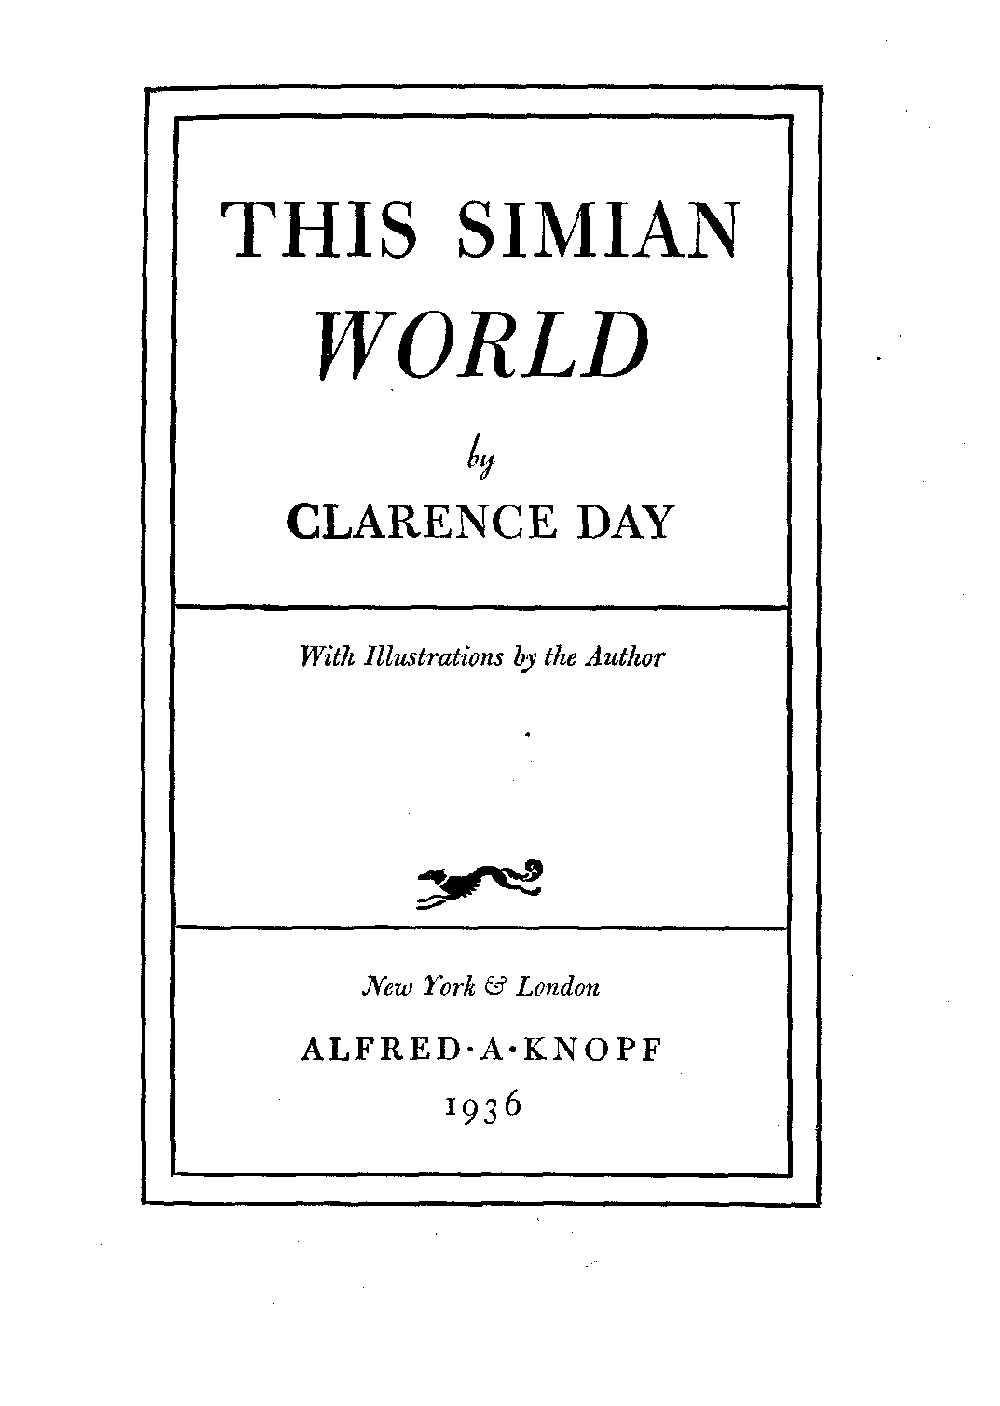 THIS SIMIAN
WORLD
by
CLARENCE DAY
With Illustrations by the Author
New York & London
ALFRED·A·KNOPF
1936